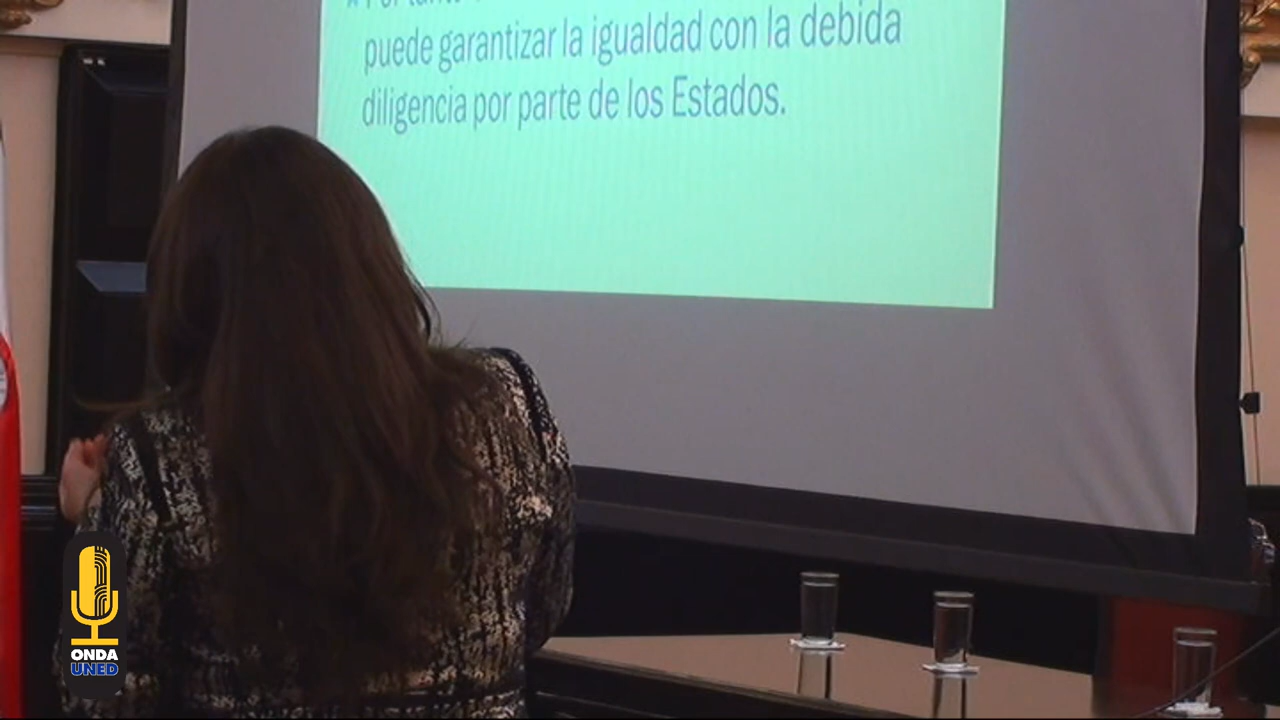 puede garantizar la igualdad con la debida
diligencia por parte de los Estados.
ONDA
UNED